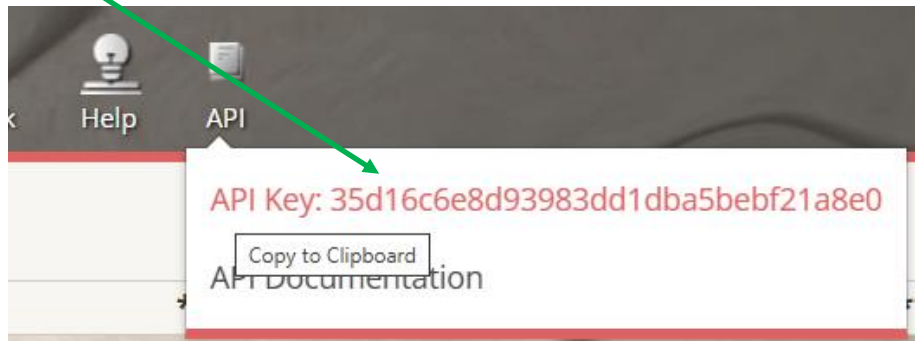 Help
API
API Key: 35d16c6e8d93983dd1dba5bebf21a8e0
Copy to Clipboard
API Documentation